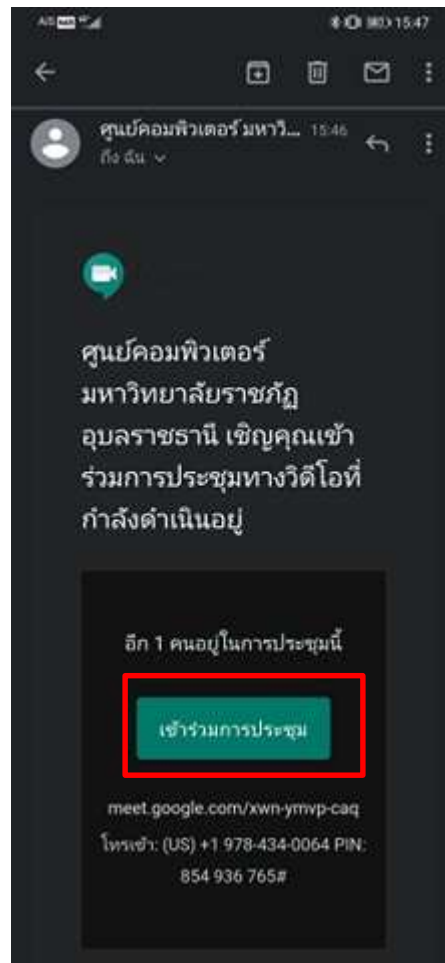 AIS 15:47
ศูนย์คอมพิวเตอร์ มหาวิ... 15:46
ถึง ฉัน
ศูนย์คอมพิวเตอร์
มหาวิทยาลัยราชภัฏ
อุบลราชธานี เชิญคุณเข้า
ร่วมการประชุมทางวิดีโอที่
กำลังดำเนินอยู่
อีก 1 คนอยู่ในการประชุมนี้
เข้าร่วมการประชุม
meet.google.com/xwn-ymvp-caq
โทรเข้า: (US) +1 978-434-0064 PIN:
854 936 765#